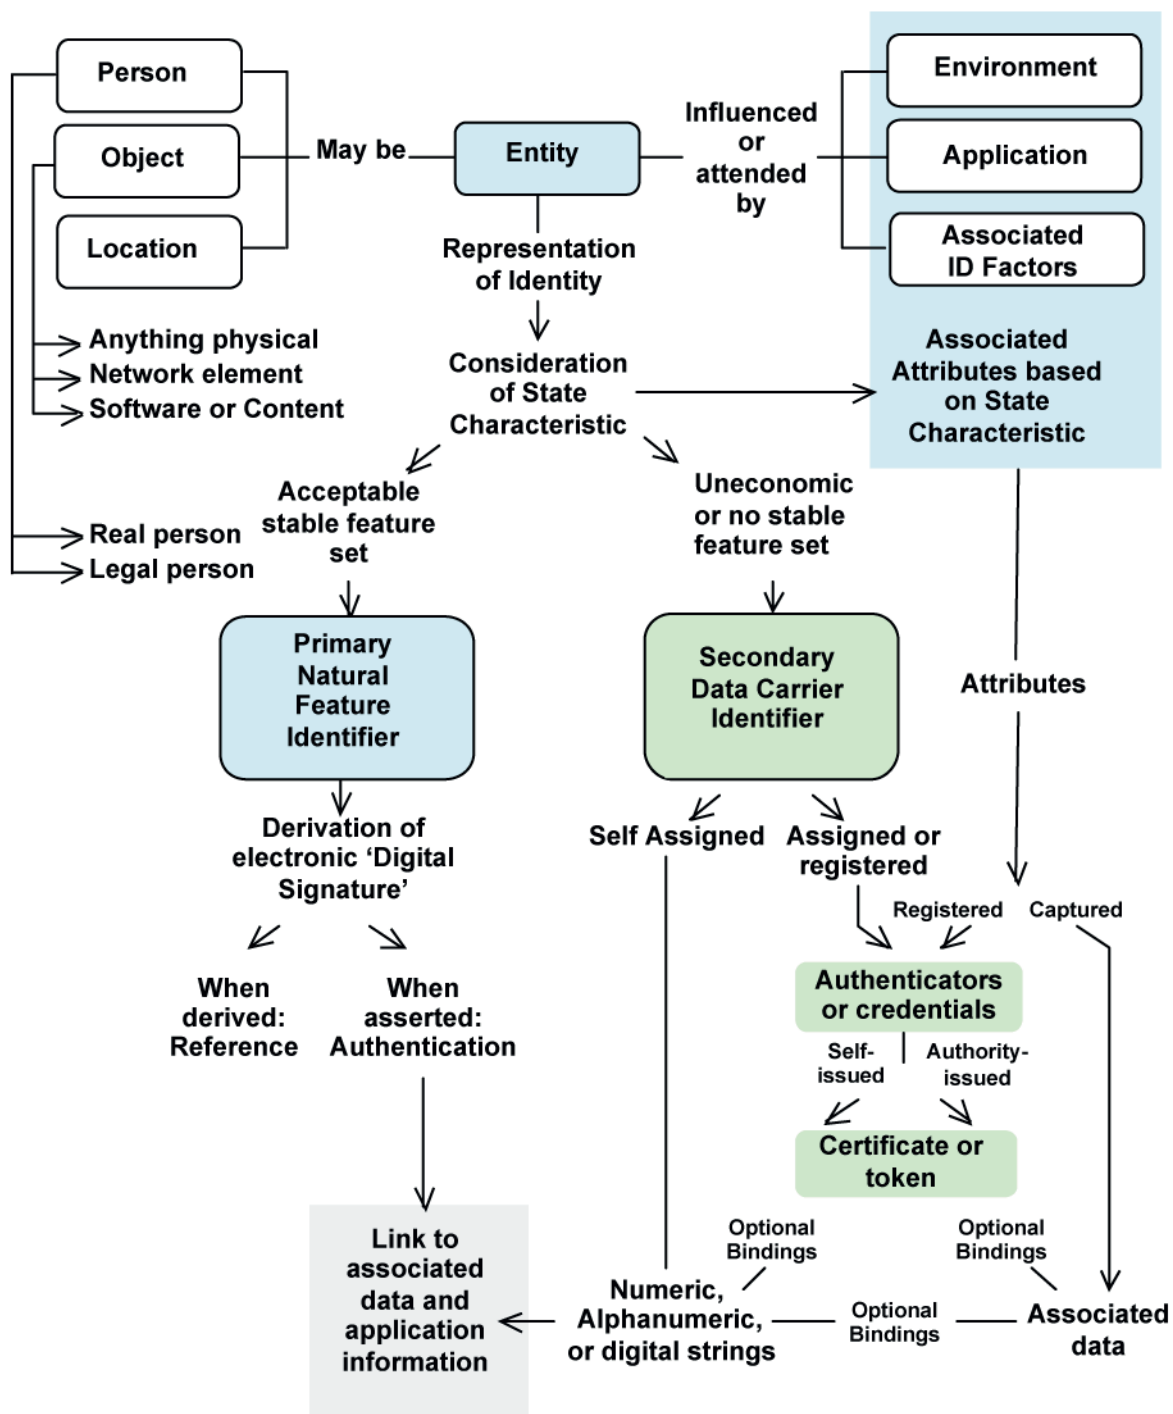 Person
Object
Location
May be
Entity
Influenced
or
attended
by
Environment
Application
Associated
ID Factors
Representation
of Identity
Anything physical
Network element
Software or Content
Real person
Legal person
Consideration
of State
Characteristic
Associated
Attributes based
on State
Characteristic
Acceptable
stable feature
set
Uneconomic
or no stable
feature set
Primary
Natural
Feature
Identifier
Secondary
Data Carrier
Identifier
Attributes
Derivation of
electronic ‘Digital
Signature’
Self Assigned
Assigned or
registered
Registered
Captured
When
derived:
Reference
When
asserted:
Authentication
Authenticators
or credentials
Self-
issued
Authority-
issued
Certificate or
token
Link to
associated
data and
application
information
Optional
Bindings
Optional
Bindings
Numeric,
Alphanumeric,
or digital strings
Optional
Bindings
Associated
data